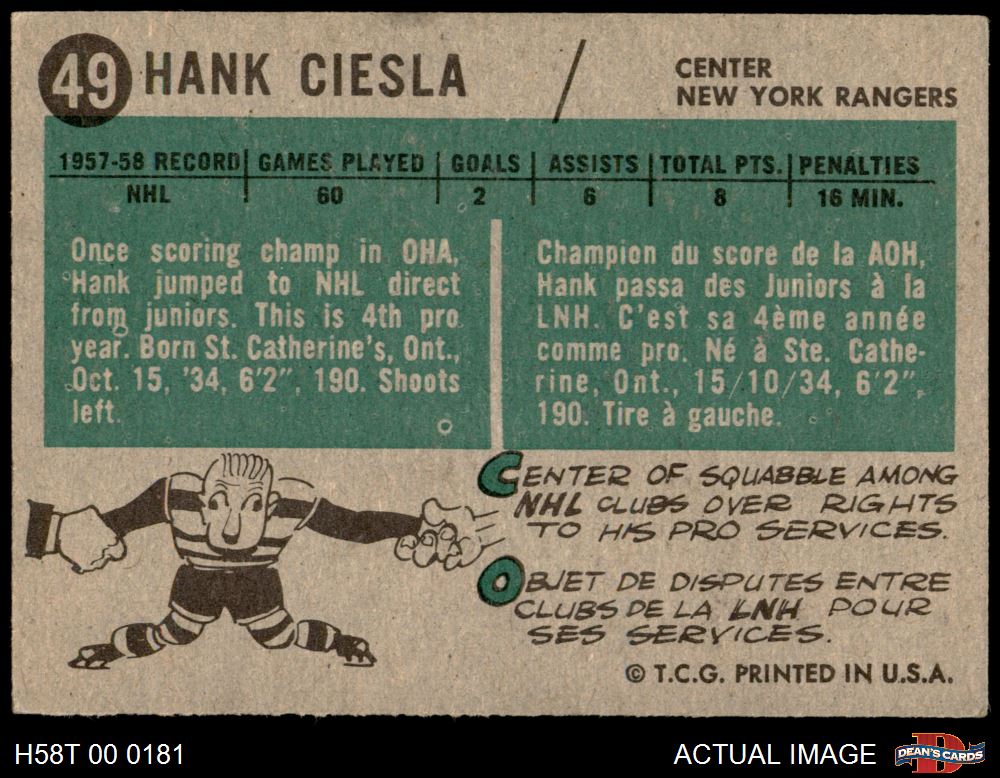 49 HANK CIESLA
CENTER
NEW YORK RANGERS
1957-58 RECORD GAMES PLAYED GOALS ASSISTS TOTAL PTS. PENALTIES
NHL 60 2 6 8 16 MIN.
Once scoring champ in OHA,
Hank jumped to NHL direct
from juniors. This is 4th pro
year. Born St. Catherine's, Ont.,
Oct. 15, '34, 6'2", 190. Shoots
left.
Champion du score de la AOH,
Hank passa des Juniors à la
LNH. C'est sa 4ème année
comme pro. Né à Ste. Cathe-
rine, Ont., 15/10/34, 6'2",
190. Tire à gauche.
CENTER OF SQUABBLE AMONG
NHL CLUBS OVER RIGHTS
TO HIS PRO SERVICES.
OBJET DE DISPUTES ENTRE
CLUBS DE LA LNH POUR
SES SERVICES.
© T.C.G. PRINTED IN U.S.A.
H58T 00 0181
ACTUAL IMAGE
DEAN'S CARDS